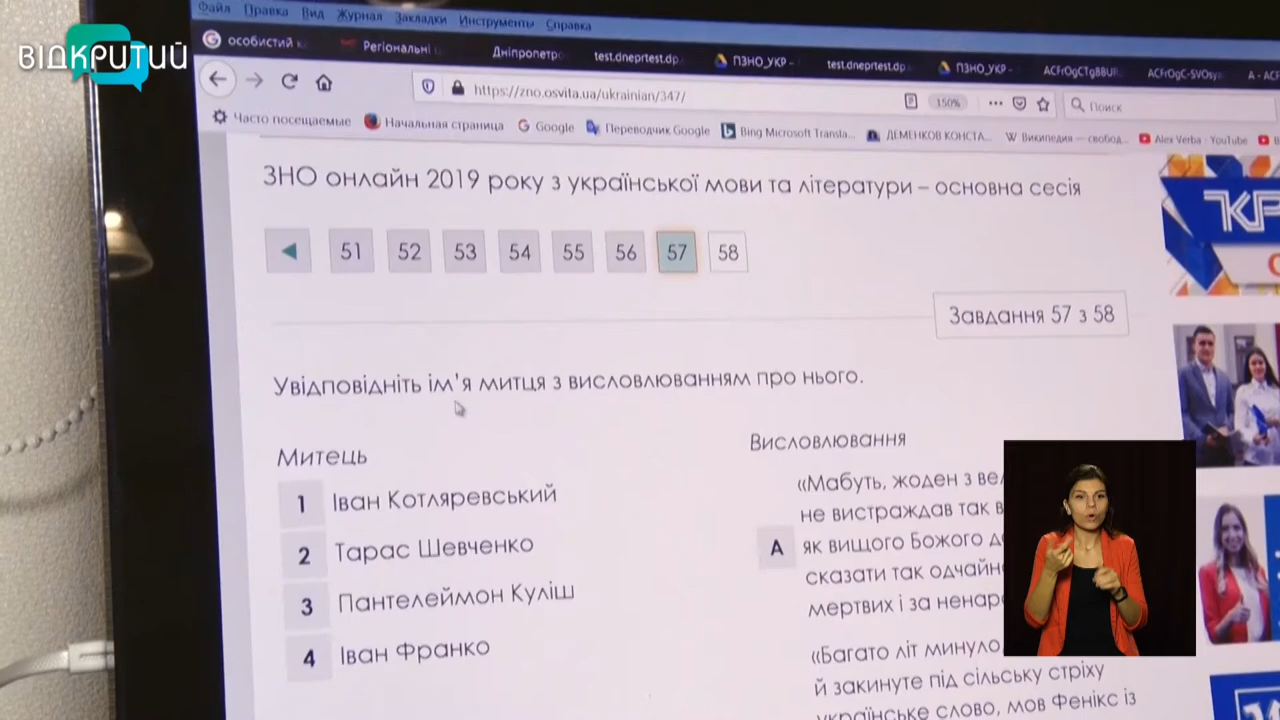 ВІДКРИТИЙ
Файл Правка Вид Журнал Закладки Инструменты Справка
особистий Регіональні Дніпропетро test.dneprtest.dp. ПЗНО_УКР - test.dneprtest.dp. ПЗНО_УКР -
https://zno.osvita.ua/ukrainian/347/ 150% Поиск
Часто посещаемые Начальная страница Google Переводчик Google Bing Microsoft Transla... ДЕМЕНКОВ КОНСТА... Википедия — свобод... Alex Verba - YouTube
ЗНО онлайн 2019 року з української мови та літератури – основна сесія
51 52 53 54 55 56 57 58
Завдання 57 з 58
Увідповідніть ім’я митця з висловлюванням про нього.
Митець
1 Іван Котляревський
2 Тарас Шевченко
3 Пантелеймон Куліш
4 Іван Франко
Висловлювання
«Мабуть, жоден з вел
не вистраждав так в
А як вищого Божого д
сказати так одчайн
мертвих і за ненар
«Багато літ минуло
й закинуте під сільську стріху
українське слово, мов Фенікс із